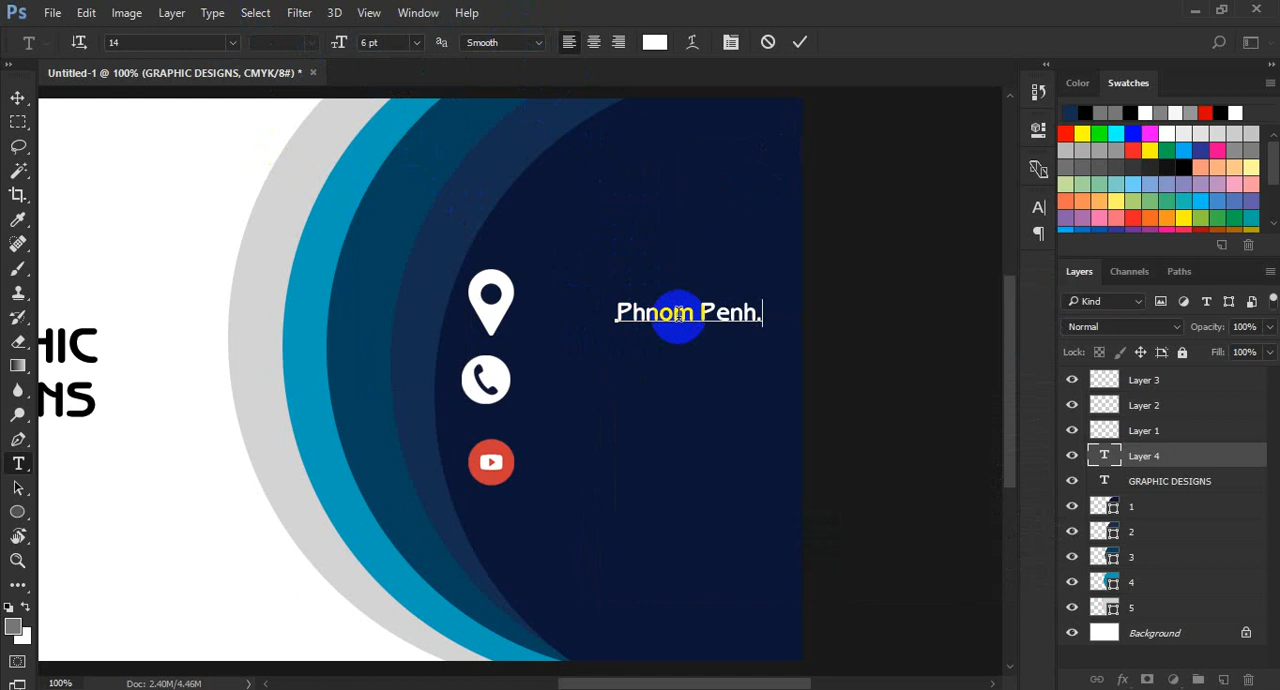 Ps File Edit Image Layer Type Select Filter 3D View Window Help
14 6 pt Smooth
Untitled-1 @ 100% (GRAPHIC DESIGNS, CMYK/8#) *
Color Swatches
HIC
NS
Phnom Penh.
Layers Channels Paths
Kind
Normal Opacity: 100%
Lock: Fill: 100%
Layer 3
Layer 2
Layer 1
Layer 4
GRAPHIC DESIGNS
1
2
3
4
5
Background
100% Doc: 2.40M/4.46M